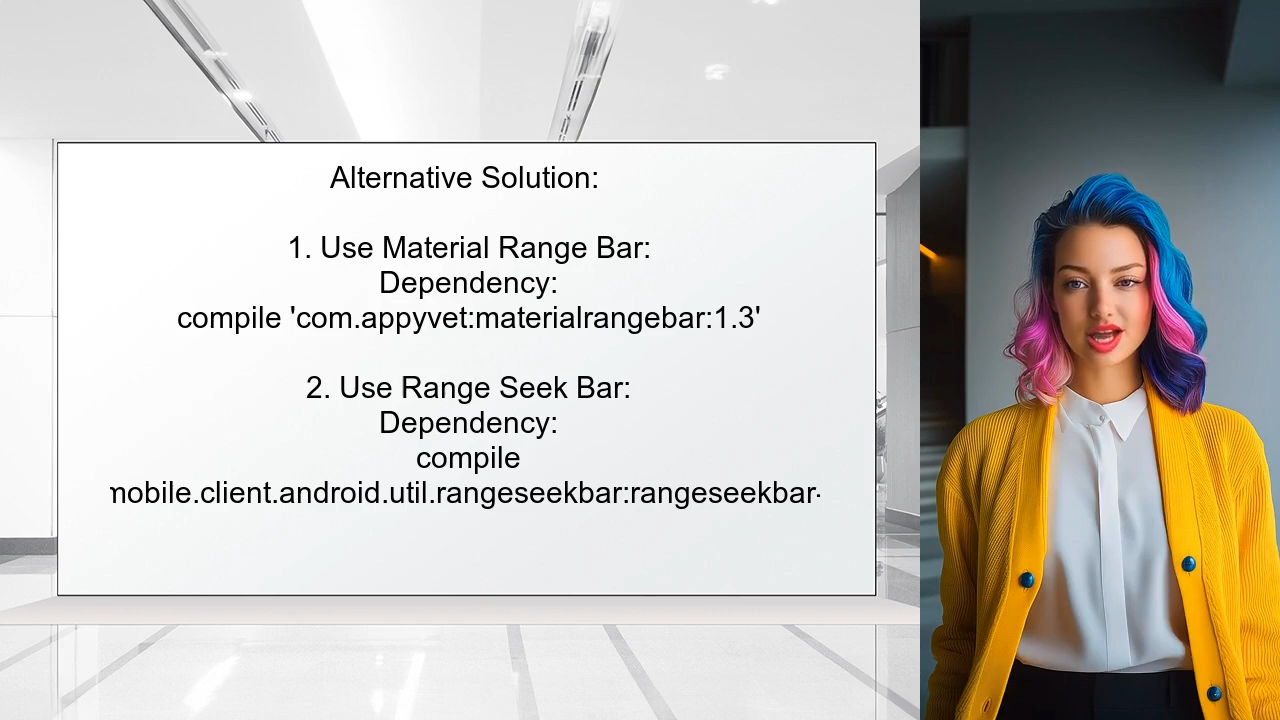 Alternative Solution:
1. Use Material Range Bar:
Dependency:
compile 'com.appyvet:materialrangebar:1.3'
2. Use Range Seek Bar:
Dependency:
compile
mobile.client.android.util.rangeseekbar:rangeseekbar-